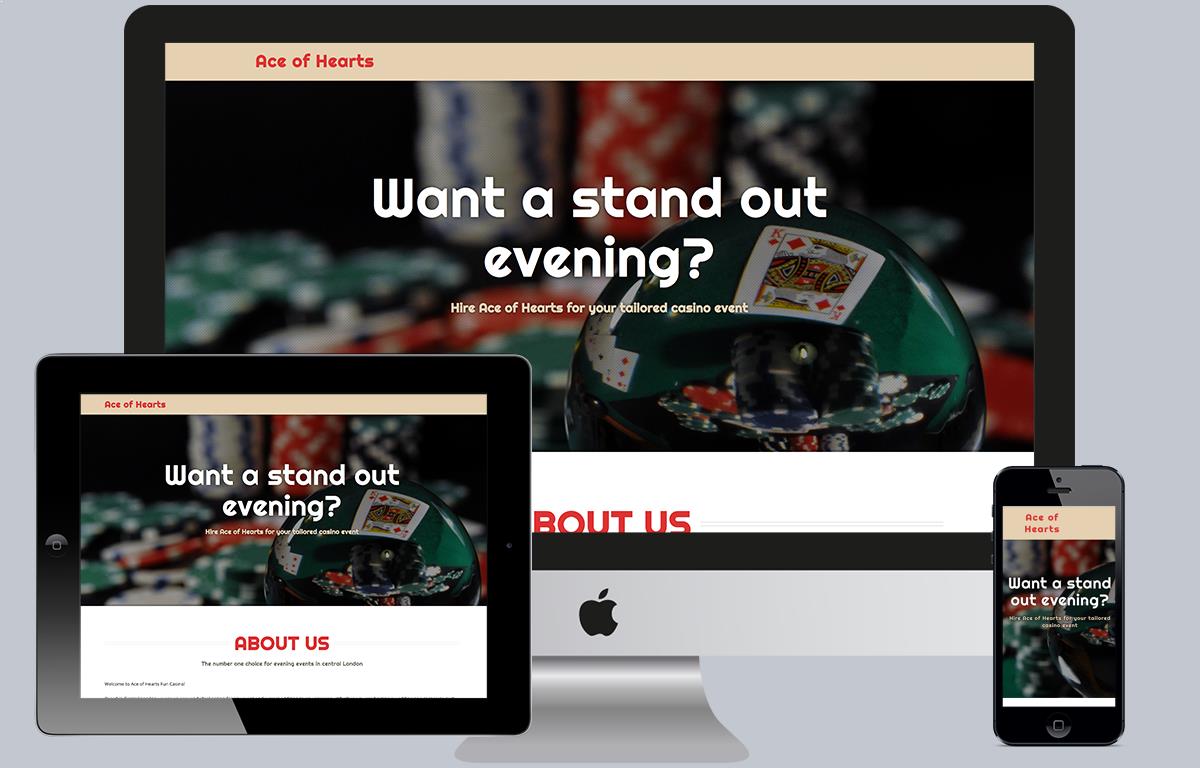 Ace of Hearts
Want a stand out
evening?
Hire Ace of Hearts for your tailored casino event
BOUT US
Ace of Hearts
Want a stand out
evening?
Hire Ace of Hearts for your tailored casino event
ABOUT US
The number one choice for evening events in central London
Welcome to Ace of Hearts Fun Casino!
Ace of
Hearts
Want a stand
out evening?
Hire Ace of Hearts for your tailored
casino event